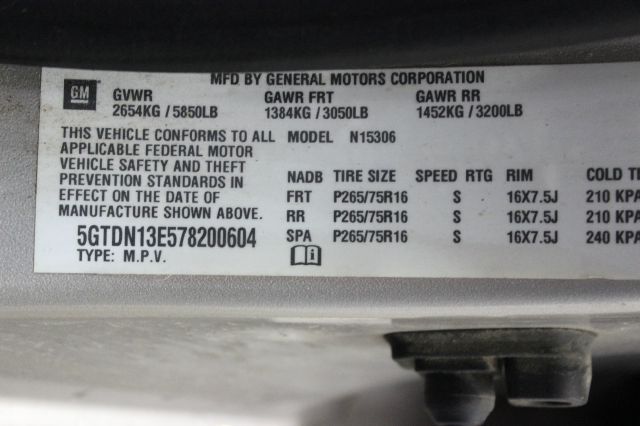 MFD BY GENERAL MOTORS CORPORATION
GM GVWR GAWR FRT GAWR RR
2654KG / 5850LB 1384KG / 3050LB 1452KG / 3200LB
THIS VEHICLE CONFORMS TO ALL MODEL N15306
APPLICABLE FEDERAL MOTOR
VEHICLE SAFETY AND THEFT NADB TIRE SIZE SPEED RTG RIM COLD
PREVENTION STANDARDS IN FRT P265/75R16 S 16X7.5J 210 KPA
EFFECT ON THE DATE OF RR P265/75R16 S 16X7.5J 210 KPA
MANUFACTURE SHOWN ABOVE. SPA P265/75R16 S 16X7.5J 240 KPA
5GTDN13E578200604
TYPE: M.P.V. i